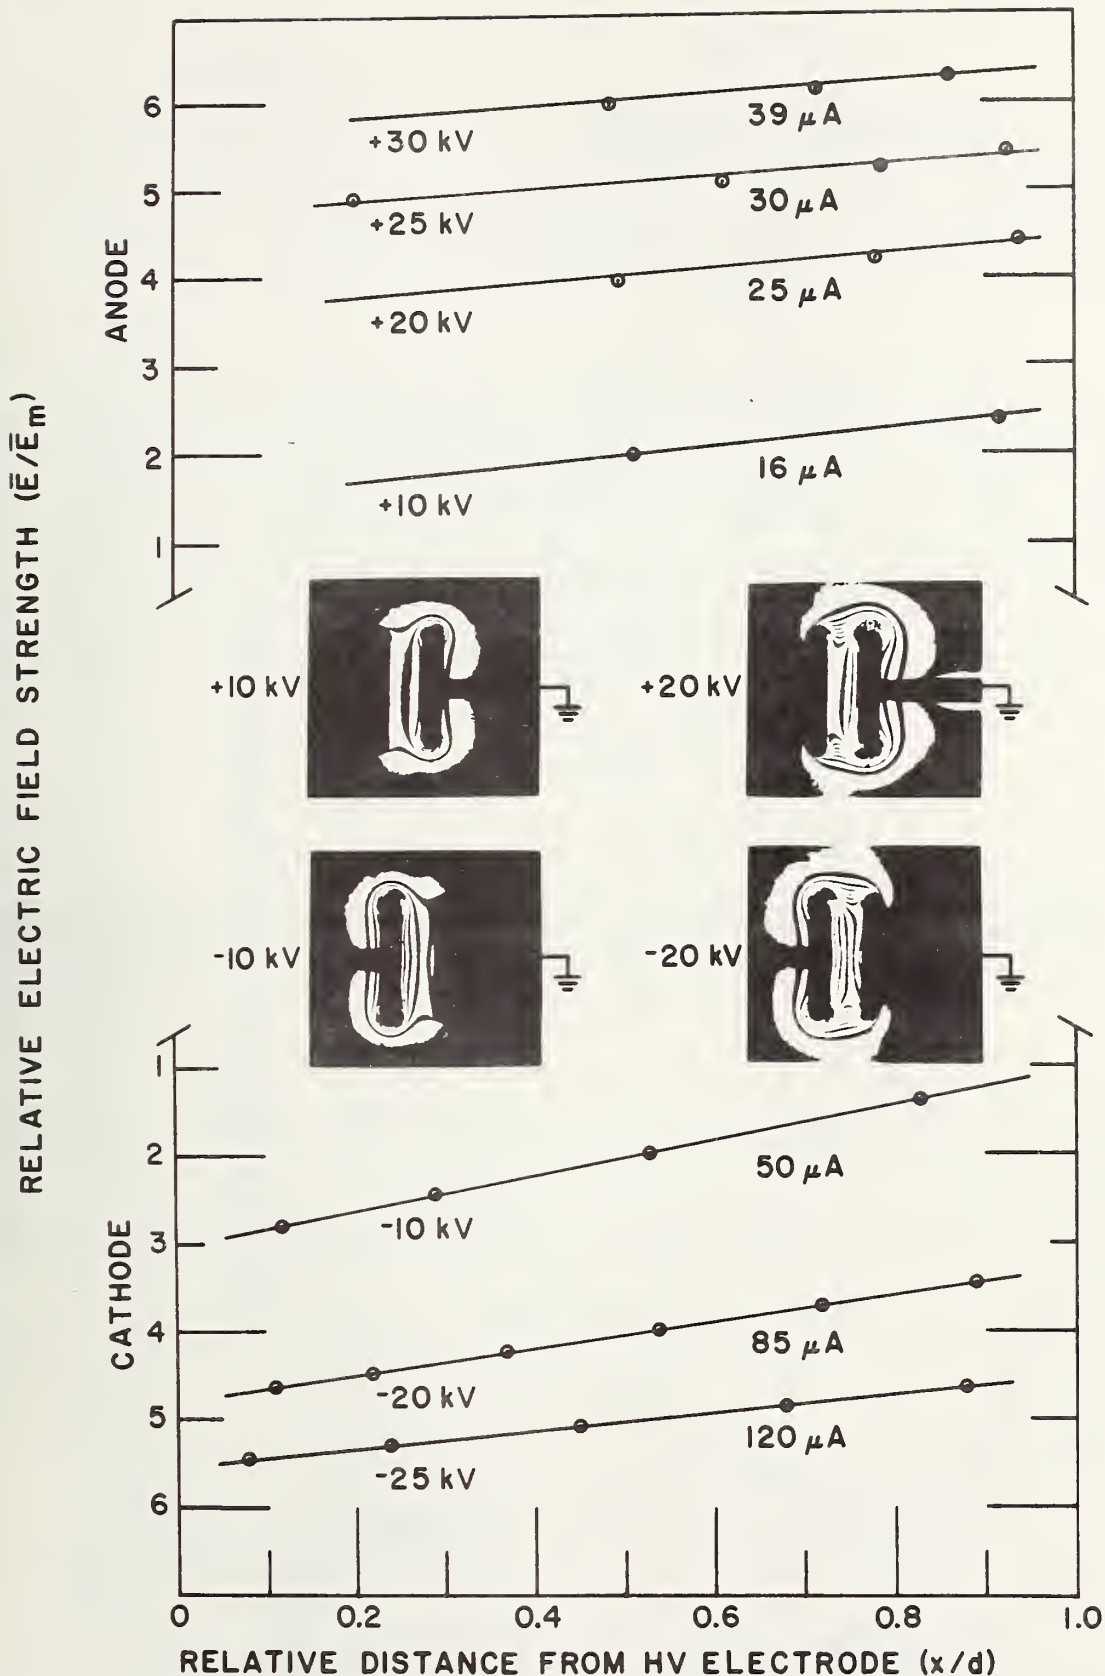 RELATIVE ELECTRIC FIELD STRENGTH (E̅/E̅m)
ANODE
6
5
4
3
2
1
+30 kV
39 μA
+25 kV
30 μA
+20 kV
25 μA
+10 kV
16 μA
+10 kV
+20 kV
-10 kV
-20 kV
CATHODE
1
2
3
4
5
6
50 μA
-10 kV
85 μA
-20 kV
120 μA
-25 kV
0
0.2
0.4
0.6
0.8
1.0
RELATIVE DISTANCE FROM HV ELECTRODE (x/d)